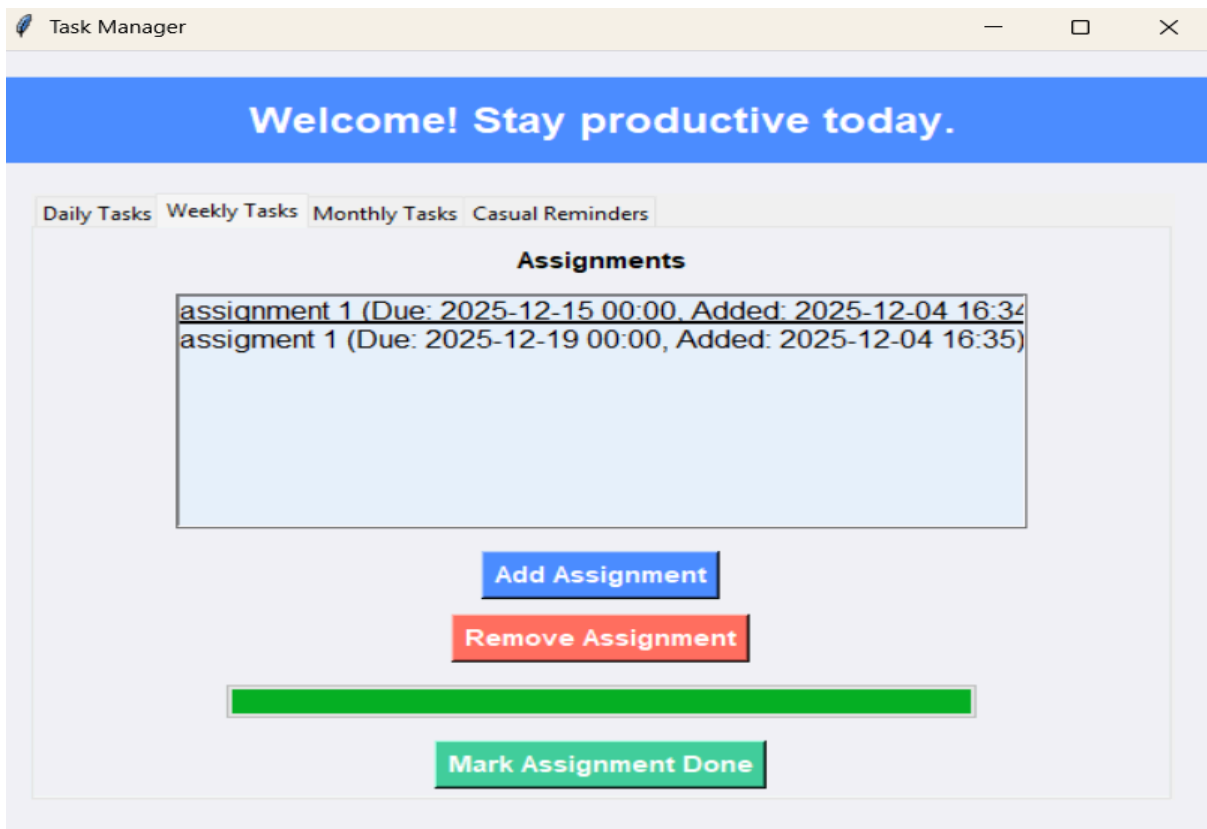 Task Manager
Welcome! Stay productive today.
Daily Tasks Weekly Tasks Monthly Tasks Casual Reminders
Assignments
assignment 1 (Due: 2025-12-15 00:00, Added: 2025-12-04 16:34
assigment 1 (Due: 2025-12-19 00:00, Added: 2025-12-04 16:35)
Add Assignment
Remove Assignment
Mark Assignment Done